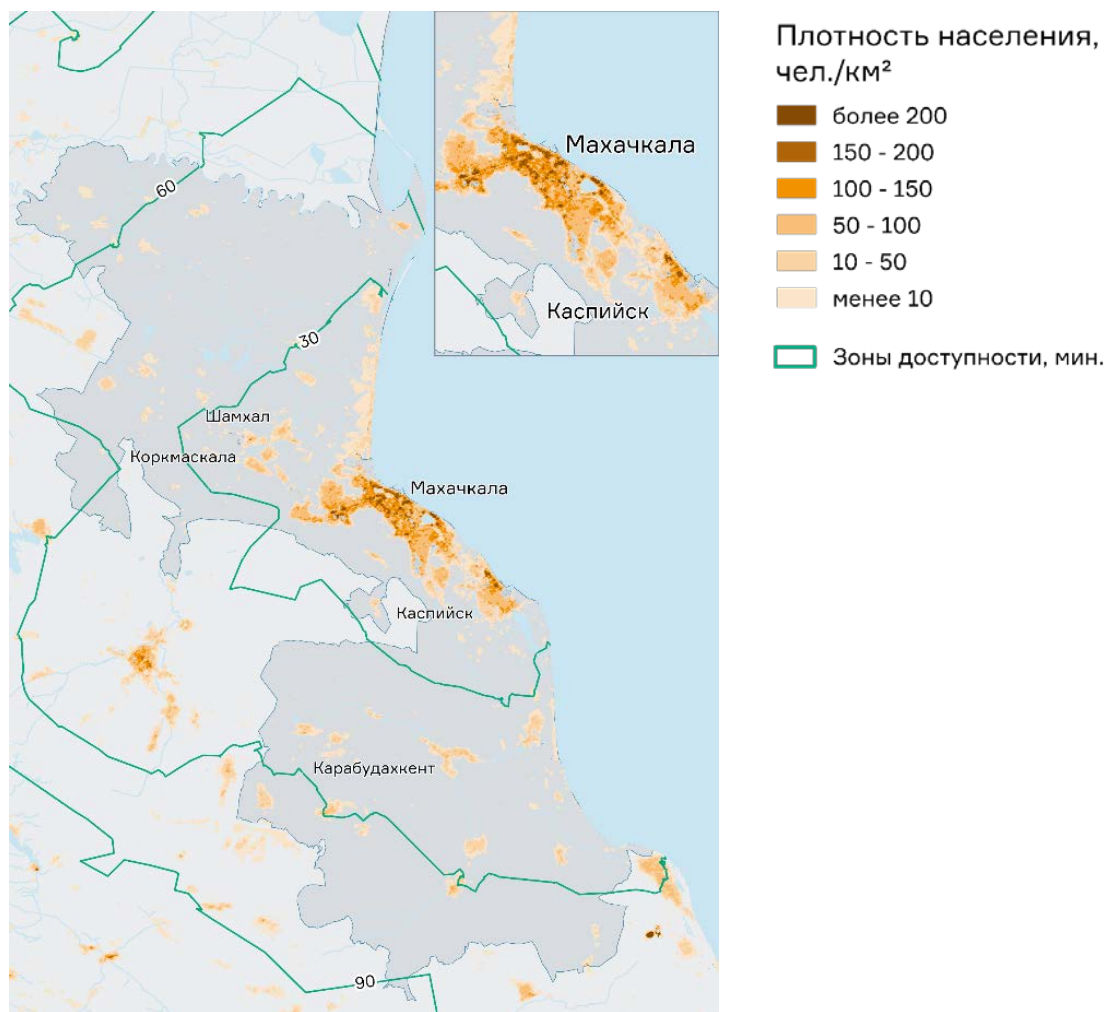 Махачкала
Каспийск
60
30
Шамхал
Коркмаскала
Махачкала
Каспийск
Карабудахкент
90
Плотность населения,
чел./км²
более 200
150 - 200
100 - 150
50 - 100
10 - 50
менее 10
Зоны доступности, мин.